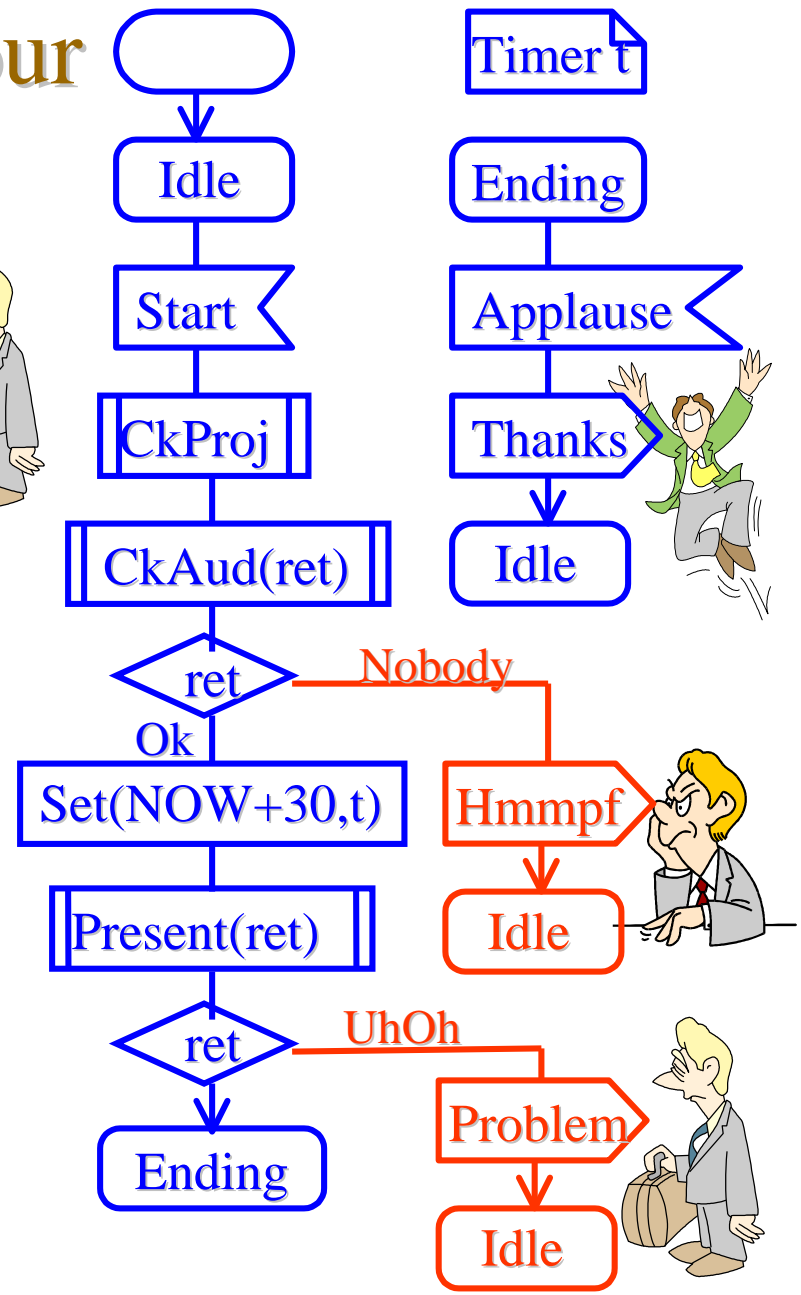 ur
Timer t
Idle
Ending
Start
Applause
CkProj
Thanks
CkAud(ret)
Idle
ret
Nobody
Ok
Set(NOW+30,t)
Hmmpf
Present(ret)
Idle
ret
UhOh
Problem
Ending
Idle